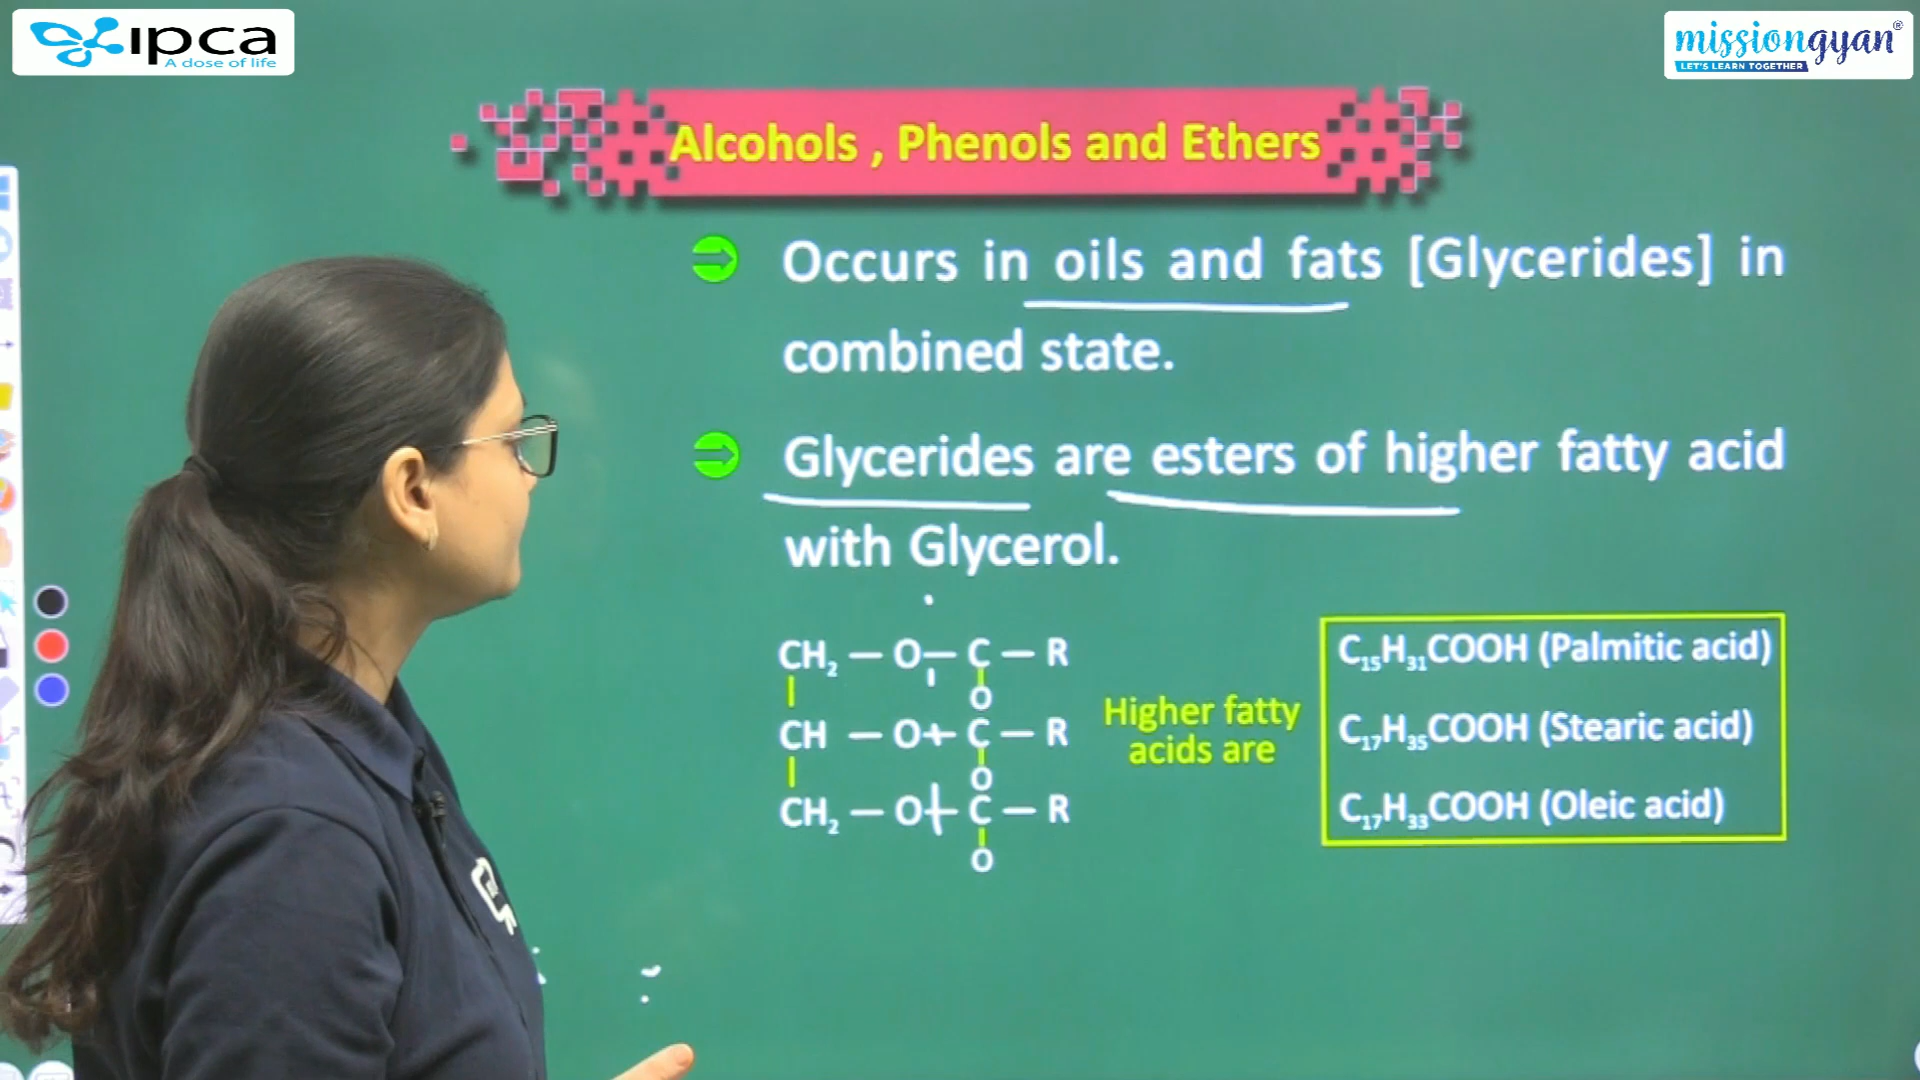 ipca
A dose of life
missiongyan®
LET'S LEARN TOGETHER
Alcohols , Phenols and Ethers
Occurs in oils and fats [Glycerides] in
combined state.
Glycerides are esters of higher fatty acid
with Glycerol.
CH₂ — O — C — R
O
CH — O — C — R
O
CH₂ — O — C — R
O
Higher fatty
acids are
C₁₅H₃₁COOH (Palmitic acid)
C₁₇H₃₅COOH (Stearic acid)
C₁₇H₃₃COOH (Oleic acid)